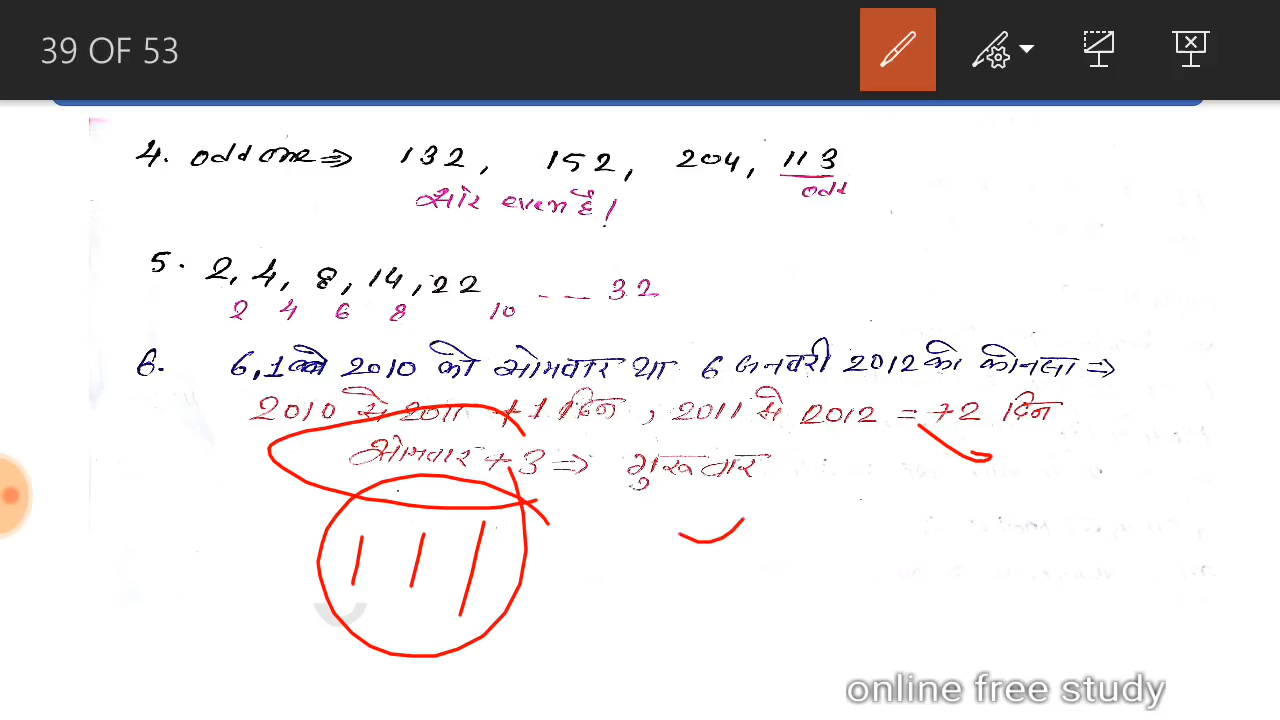 39 OF 53
4. odd one ⇒ 132, 152, 204, 113
और even है! odd
5. 2, 4, 8, 14, 22 - - - 32
2 4 6 8 10
6. 6,1 को 2010 को सोमवार था 6 जनवरी 2012 को कोनसा ⇒
2010 से 2011 +1 दिन, 2011 से 2012 = +2 दिन
सोमवार + 3 ⇒ गुरूवार
online free study